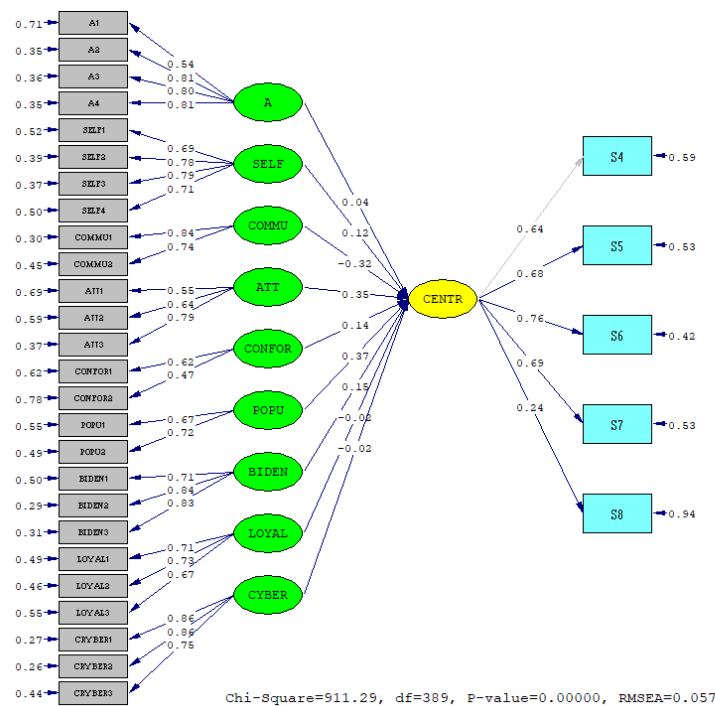 0.71 A1
0.35 A2
0.36 A3
0.35 A4
0.52 SELF1
0.39 SELF2
0.37 SELF3
0.50 SELF4
0.30 COMMU1
0.45 COMMU2
0.69 ATT1
0.59 ATT2
0.37 ATT3
0.62 CONFOR1
0.78 CONFOR2
0.55 POPU1
0.49 POPU2
0.50 BIDEN1
0.29 BIDEN2
0.31 BIDEN3
0.49 LOYAL1
0.46 LOYAL2
0.55 LOYAL3
0.27 CRYBER1
0.26 CRYBER2
0.44 CRYBER3
0.54
0.81
0.80
0.81
0.69
0.78
0.79
0.71
0.84
0.74
0.55
0.64
0.79
0.62
0.47
0.67
0.72
0.71
0.84
0.83
0.71
0.73
0.67
0.86
0.86
0.75
A
SELF
COMMU
ATT
CONFOR
POPU
BIDEN
LOYAL
CYBER
0.04
0.12
-0.32
0.35
0.14
0.37
0.15
-0.02
-0.02
CENTR
0.64
0.68
0.76
0.69
0.24
S4 0.59
S5 0.53
S6 0.42
S7 0.53
S8 0.94
Chi-Square=911.29, df=389, P-value=0.00000, RMSEA=0.057